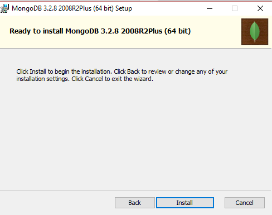 MongoDB 3.2.8 2008R2Plus (64 bit) Setup
Ready to install MongoDB 3.2.8 2008R2Plus (64 bit)
Click Install to begin the installation. Click Back to review or change any of your
installation settings. Click Cancel to exit the wizard.
Back Install Cancel